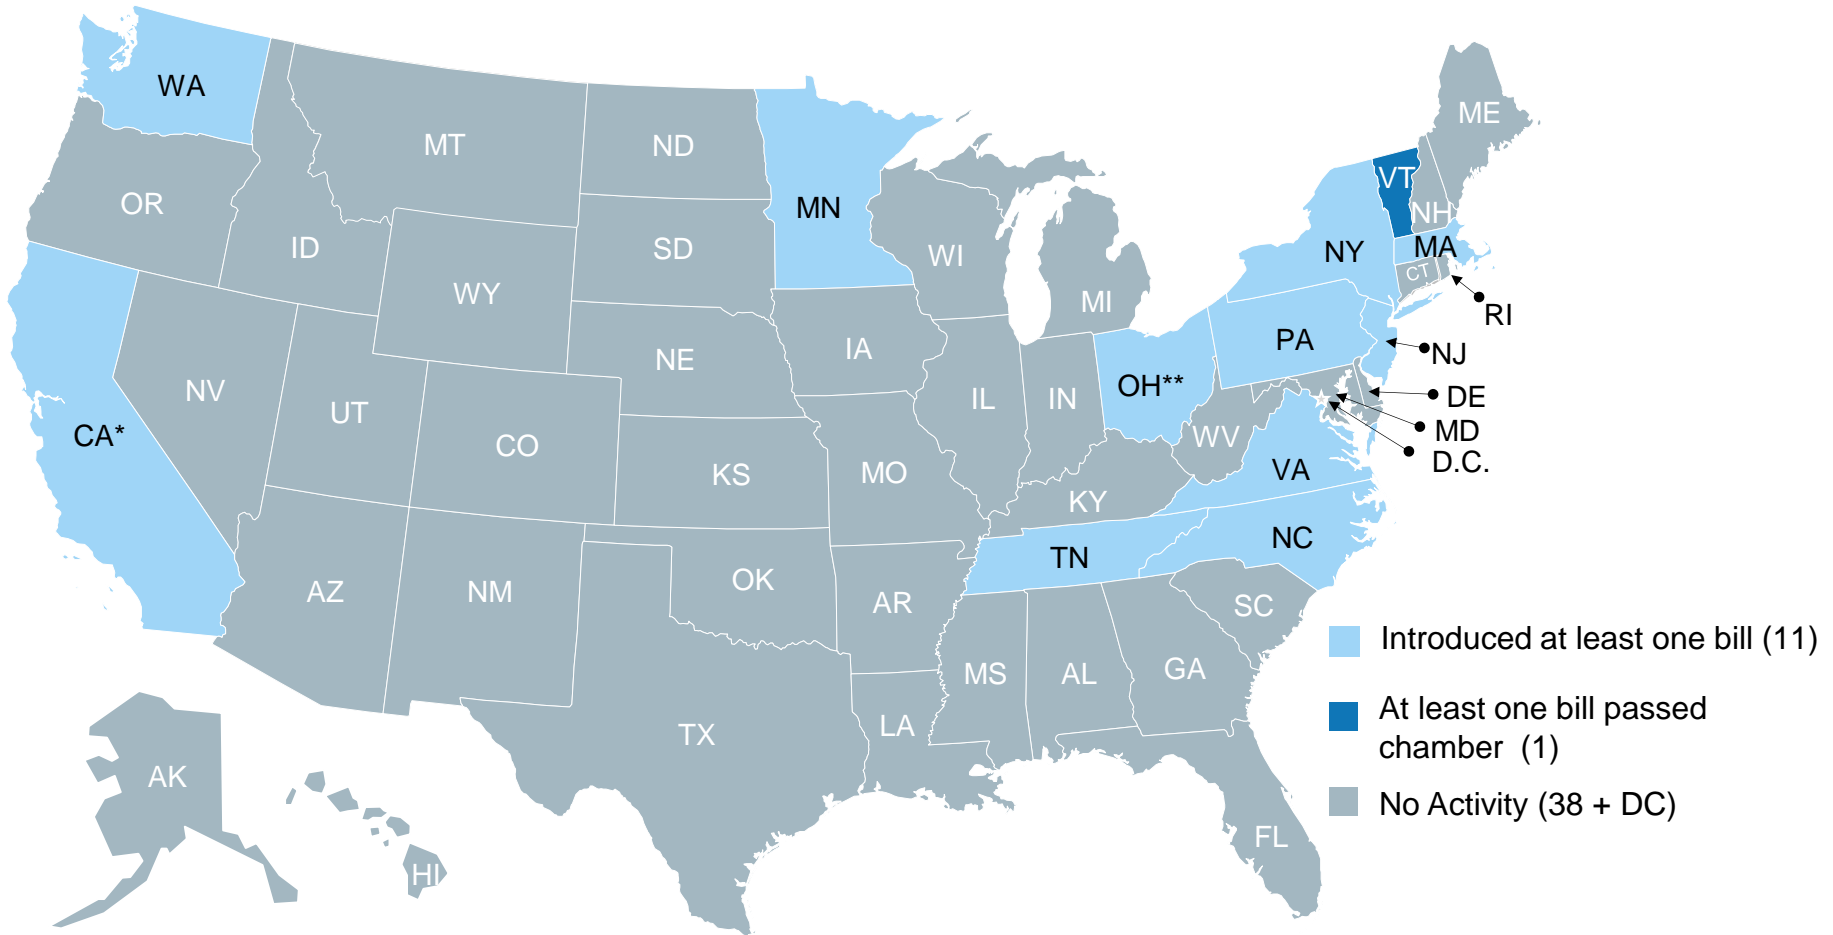 WA
MT
ND
ME
OR
ID
MN
VT
NH
SD
WI
NY
MA
CT
WY
MI
RI
NE
IA
PA
NJ
NV
UT
IL
IN
OH**
DE
CA*
CO
WV
MD
D.C.
KS
MO
VA
KY
NC
TN
AZ
NM
OK
AR
SC
MS
AL
GA
TX
LA
AK
HI
FL
Introduced at least one bill (11)
At least one bill passed
chamber (1)
No Activity (38 + DC)